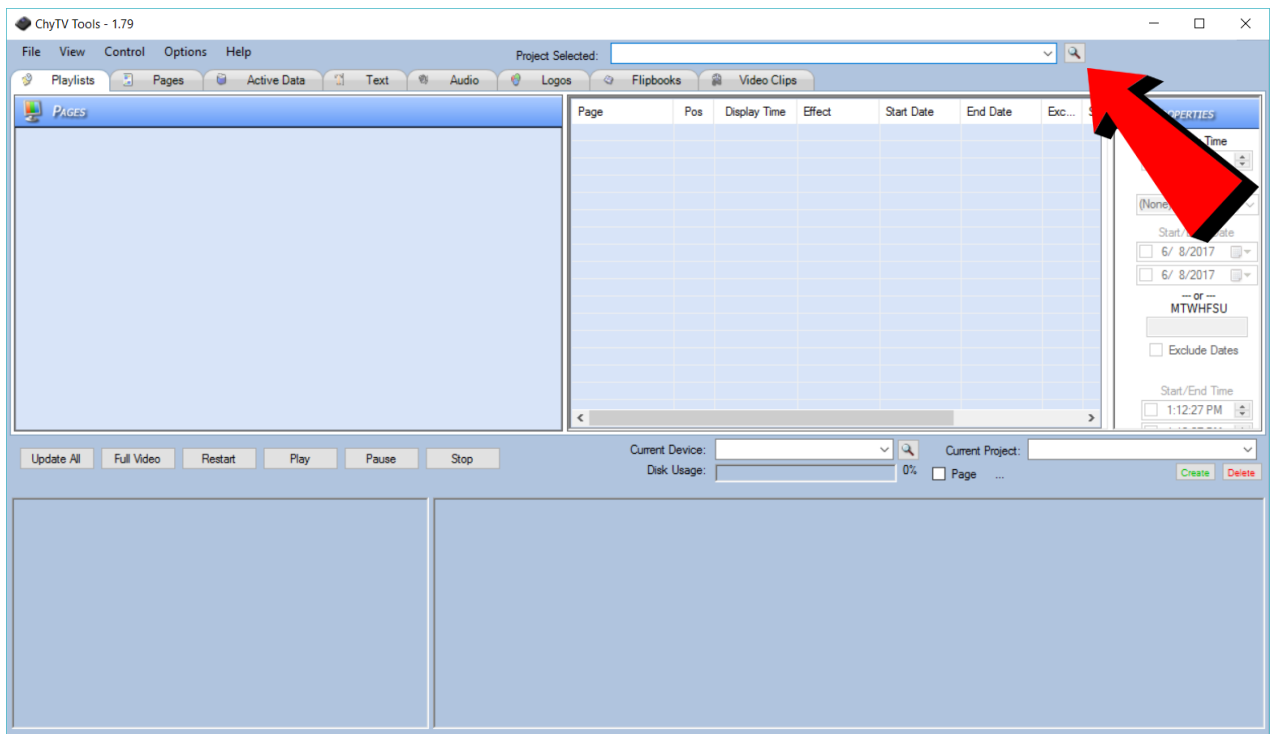 ChyTV Tools - 1.79
File View Control Options Help Project Selected:
Playlists Pages Active Data Text Audio Logos Flipbooks Video Clips
PAGES
Page Pos Display Time Effect Start Date End Date Exc...
Time
(None)
6/ 8/2017
6/ 8/2017
--- or ---
MTWHFSU
Exclude Dates
Start/End Time
1:12:27 PM
Update All Full Video Restart Play Pause Stop
Current Device: Current Project:
Disk Usage: 0% Page ...
Create Delete